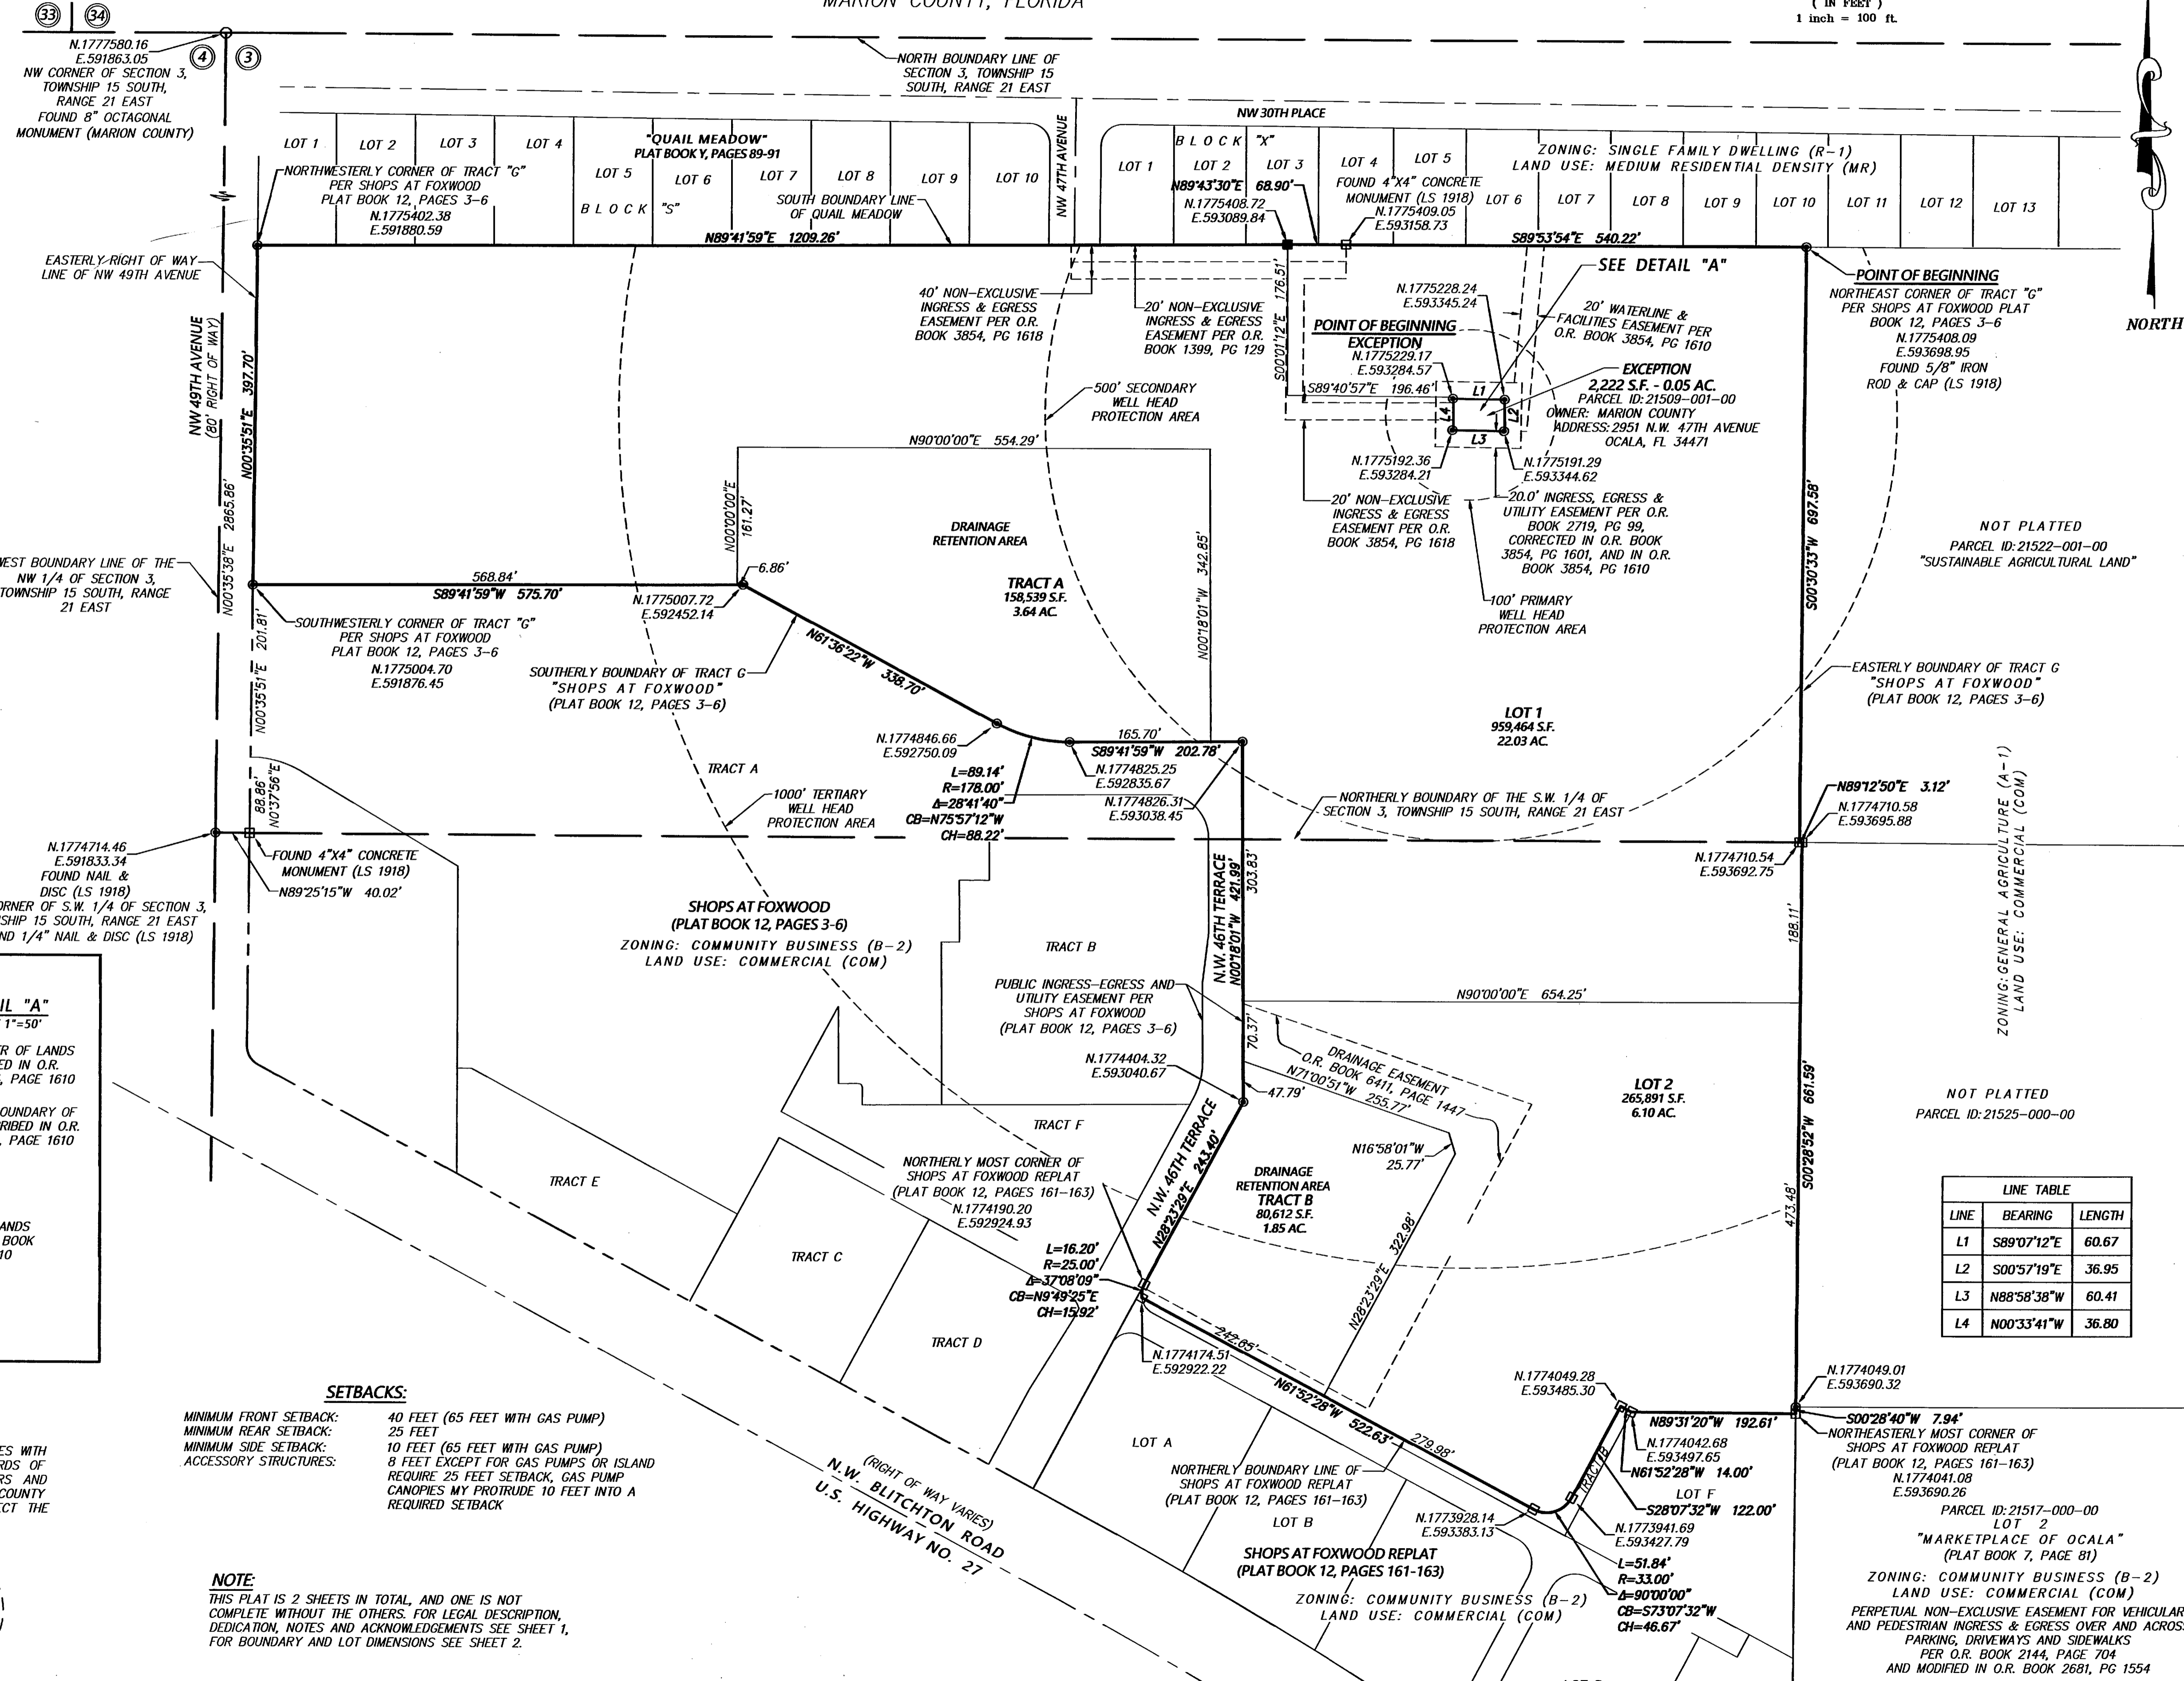 MARION COUNTY, FLORIDA
( IN FEET )
1 inch = 100 ft.
33
34
4
3
N.1777580.16
E.591863.05
NW CORNER OF SECTION 3,
TOWNSHIP 15 SOUTH,
RANGE 21 EAST
FOUND 8" OCTAGONAL
MONUMENT (MARION COUNTY)
NORTH BOUNDARY LINE OF
SECTION 3, TOWNSHIP 15
SOUTH, RANGE 21 EAST
NORTH
NW 30TH PLACE
NW 47TH AVENUE
LOT 1
LOT 2
LOT 3
LOT 4
"QUAIL MEADOW"
PLAT BOOK Y, PAGES 89-91
LOT 5
LOT 6
LOT 7
LOT 8
LOT 9
LOT 10
BLOCK "S"
BLOCK "X"
LOT 1
LOT 2
LOT 3
LOT 4
LOT 5
LOT 6
LOT 7
LOT 8
LOT 9
LOT 10
LOT 11
LOT 12
LOT 13
ZONING: SINGLE FAMILY DWELLING (R-1)
LAND USE: MEDIUM RESIDENTIAL DENSITY (MR)
NORTHWESTERLY CORNER OF TRACT "G"
PER SHOPS AT FOXWOOD
PLAT BOOK 12, PAGES 3-6
N.1775402.38
E.591880.59
SOUTH BOUNDARY LINE
OF QUAIL MEADOW
N89°41'59"E 1209.26'
N89°43'30"E 68.90'
N.1775408.72
E.593089.84
FOUND 4"X4" CONCRETE
MONUMENT (LS 1918)
N.1775409.05
E.593158.73
S89°53'54"E 540.22'
EASTERLY RIGHT OF WAY
LINE OF NW 49TH AVENUE
NW 49TH AVENUE
(80' RIGHT OF WAY)
N00°35'51"E 397.70'
N00°35'38"E 2865.86'
40' NON-EXCLUSIVE
INGRESS & EGRESS
EASEMENT PER O.R.
BOOK 3854, PG 1618
20' NON-EXCLUSIVE
INGRESS & EGRESS
EASEMENT PER O.R.
BOOK 1399, PG 129
S00°01'12"E 176.51'
SEE DETAIL "A"
N.1775228.24
E.593345.24
POINT OF BEGINNING
EXCEPTION
N.1775229.17
E.593284.57
S89°40'57"E 196.46'
20' WATERLINE &
FACILITIES EASEMENT PER
O.R. BOOK 3854, PG 1610
EXCEPTION
2,222 S.F. - 0.05 AC.
PARCEL ID:21509-001-00
OWNER: MARION COUNTY
ADDRESS:2951 N.W. 47TH AVENUE
OCALA, FL 34471
L1
L2
L3
L4
N.1775192.36
E.593284.21
N.1775191.29
E.593344.62
20' NON-EXCLUSIVE
INGRESS & EGRESS
EASEMENT PER O.R.
BOOK 3854, PG 1618
20.0' INGRESS, EGRESS &
UTILITY EASEMENT PER O.R.
BOOK 2719, PG 99,
CORRECTED IN O.R. BOOK
3854, PG 1601, AND IN O.R.
BOOK 3854, PG 1610
100' PRIMARY
WELL HEAD
PROTECTION AREA
POINT OF BEGINNING
NORTHEAST CORNER OF TRACT "G"
PER SHOPS AT FOXWOOD PLAT
BOOK 12, PAGES 3-6
N.1775408.09
E.593698.95
FOUND 5/8" IRON
ROD & CAP (LS 1918)
S00°30'33"W 697.58'
NOT PLATTED
PARCEL ID:21522-001-00
"SUSTAINABLE AGRICULTURAL LAND"
500' SECONDARY
WELL HEAD
PROTECTION AREA
N90°00'00"E 554.29'
N00°00'00"E
161.27'
DRAINAGE
RETENTION AREA
TRACT A
158,539 S.F.
3.64 AC.
N00°18'01"W 342.85'
WEST BOUNDARY LINE OF THE
NW 1/4 OF SECTION 3,
TOWNSHIP 15 SOUTH, RANGE
21 EAST
568.84'
S89°41'59"W 575.70'
6.86'
N.1775007.72
E.592452.14
SOUTHWESTERLY CORNER OF TRACT "G"
PER SHOPS AT FOXWOOD
PLAT BOOK 12, PAGES 3-6
N.1775004.70
E.591876.45
N00°35'51"E 201.81'
SOUTHERLY BOUNDARY OF TRACT G
"SHOPS AT FOXWOOD"
(PLAT BOOK 12, PAGES 3-6)
N61°36'22"W 338.70'
N.1774846.66
E.592750.09
165.70'
S89°41'59"W 202.78'
N.1774825.25
E.592835.67
N.1774826.31
E.593038.45
L=89.14'
R=178.00'
Δ=28°41'40"
CB=N75°57'12"W
CH=88.22'
LOT 1
959,464 S.F.
22.03 AC.
EASTERLY BOUNDARY OF TRACT G
"SHOPS AT FOXWOOD"
(PLAT BOOK 12, PAGES 3-6)
TRACT A
1000' TERTIARY
WELL HEAD
PROTECTION AREA
NORTHERLY BOUNDARY OF THE S.W. 1/4 OF
SECTION 3, TOWNSHIP 15 SOUTH, RANGE 21 EAST
N89°12'50"E 3.12'
N.1774710.58
E.593695.88
N.1774710.54
E.593692.75
ZONING:GENERAL AGRICULTURE (A-1)
LAND USE: COMMERCIAL (COM)
88.86'
N0°37'56"E
N.1774714.46
E.591833.34
FOUND NAIL &
DISC (LS 1918)
ORNER OF S.W. 1/4 OF SECTION 3,
SHIP 15 SOUTH, RANGE 21 EAST
ND 1/4" NAIL & DISC (LS 1918)
FOUND 4"X4" CONCRETE
MONUMENT (LS 1918)
N89°25'15"W 40.02'
SHOPS AT FOXWOOD
(PLAT BOOK 12, PAGES 3-6)
ZONING: COMMUNITY BUSINESS (B-2)
LAND USE: COMMERCIAL (COM)
TRACT B
N.W. 46TH TERRACE
N00°18'01"W 421.99'
303.83'
188.11'
PUBLIC INGRESS-EGRESS AND
UTILITY EASEMENT PER
SHOPS AT FOXWOOD
(PLAT BOOK 12, PAGES 3-6)
N90°00'00"E 654.25'
70.37'
N.1774404.32
E.593040.67
47.79'
DRAINAGE EASEMENT
O.R. BOOK 6411, PAGE 1447
N71°00'51"W 255.77'
N16°58'01"W
25.77'
LOT 2
265,891 S.F.
6.10 AC.
S00°28'52"W 661.59'
473.48'
NOT PLATTED
PARCEL ID:21525-000-00
IL "A"
1"=50'
R OF LANDS
ED IN O.R.
, PAGE 1610
OUNDARY OF
RIBED IN O.R.
, PAGE 1610
ANDS
BOOK
10
TRACT E
TRACT F
TRACT C
TRACT D
NORTHERLY MOST CORNER OF
SHOPS AT FOXWOOD REPLAT
(PLAT BOOK 12, PAGES 161-163)
N.1774190.20
E.592924.93
N.W. 46TH TERRACE
N28°23'29"E 243.40'
DRAINAGE
RETENTION AREA
TRACT B
80,612 S.F.
1.85 AC.
N28°23'29"E 322.98'
L=16.20'
R=25.00'
Δ=37°08'09"
CB=N9°49'25"E
CH=15.92'
N.1774174.51
E.592922.22
242.65'
N61°52'28"W 522.63'
279.98'
LINE TABLE
LINE BEARING LENGTH
L1 S89°07'12"E 60.67
L2 S00°57'19"E 36.95
L3 N88°58'38"W 60.41
L4 N00°33'41"W 36.80
N.1774049.28
E.593485.30
N89°31'20"W 192.61'
N.1774042.68
E.593497.65
N61°52'28"W 14.00'
TRACT B
LOT F
S28°07'32"W 122.00'
N.1773941.69
E.593427.79
N.1773928.14
E.593383.13
L=51.84'
R=33.00'
Δ=90°00'00"
CB=S73°07'32"W
CH=46.67'
N.1774049.01
E.593690.32
S00°28'40"W 7.94'
NORTHEASTERLY MOST CORNER OF
SHOPS AT FOXWOOD REPLAT
(PLAT BOOK 12, PAGES 161-163)
N.1774041.08
E.593690.26
PARCEL ID:21517-000-00
LOT 2
"MARKETPLACE OF OCALA"
(PLAT BOOK 7, PAGE 81)
ZONING: COMMUNITY BUSINESS (B-2)
LAND USE: COMMERCIAL (COM)
PERPETUAL NON-EXCLUSIVE EASEMENT FOR VEHICULAR
AND PEDESTRIAN INGRESS & EGRESS OVER AND ACROSS
PARKING, DRIVEWAYS AND SIDEWALKS
PER O.R. BOOK 2144, PAGE 704
AND MODIFIED IN O.R. BOOK 2681, PG 1554
LOT A
NORTHERLY BOUNDARY LINE OF
SHOPS AT FOXWOOD REPLAT
(PLAT BOOK 12, PAGES 161-163)
LOT B
SHOPS AT FOXWOOD REPLAT
(PLAT BOOK 12, PAGES 161-163)
ZONING: COMMUNITY BUSINESS (B-2)
LAND USE: COMMERCIAL (COM)
(RIGHT OF WAY VARIES)
N.W. BLITCHTON ROAD
U.S. HIGHWAY NO. 27
SETBACKS:
MINIMUM FRONT SETBACK: 40 FEET (65 FEET WITH GAS PUMP)
MINIMUM REAR SETBACK: 25 FEET
MINIMUM SIDE SETBACK: 10 FEET (65 FEET WITH GAS PUMP)
ACCESSORY STRUCTURES: 8 FEET EXCEPT FOR GAS PUMPS OR ISLAND
REQUIRE 25 FEET SETBACK, GAS PUMP
CANOPIES MY PROTRUDE 10 FEET INTO A
REQUIRED SETBACK
ES WITH
RDS OF
RS AND
COUNTY
ECT THE
NOTE:
THIS PLAT IS 2 SHEETS IN TOTAL, AND ONE IS NOT
COMPLETE WITHOUT THE OTHERS. FOR LEGAL DESCRIPTION,
DEDICATION, NOTES AND ACKNOWLEDGEMENTS SEE SHEET 1,
FOR BOUNDARY AND LOT DIMENSIONS SEE SHEET 2.